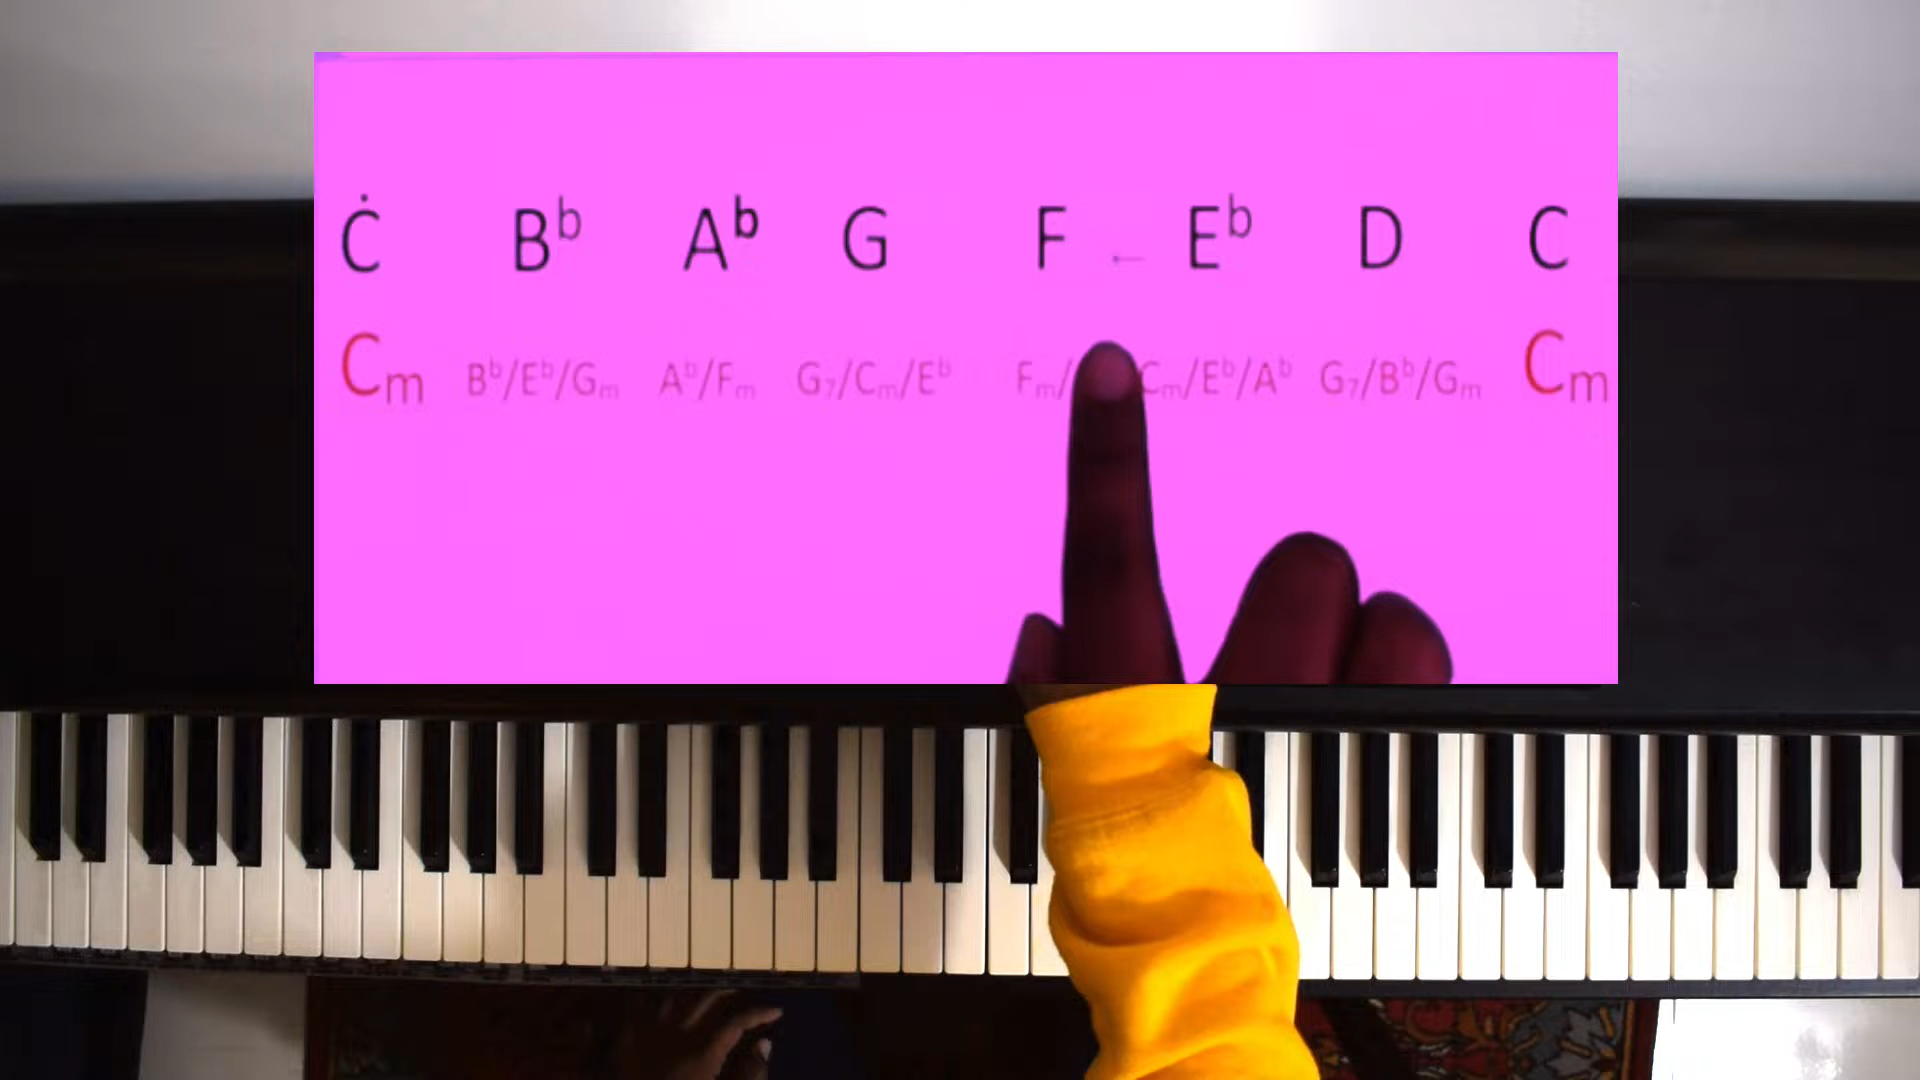 Ċ B♭ A♭ G F ← E♭ D C
Cm B♭/E♭/Gm A♭/Fm G7/Cm/E♭ Fm/ Cm/E♭/A♭ G7/B♭/Gm Cm